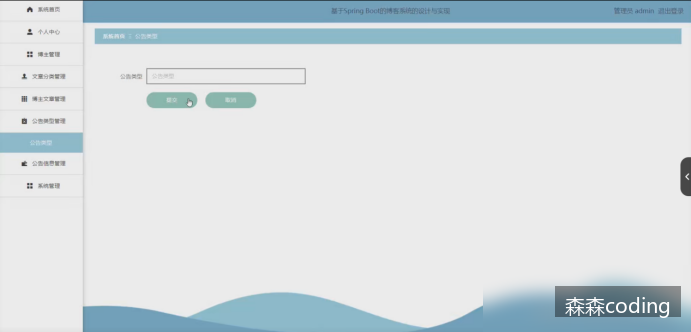 基于Spring Boot的博客系统的设计与实现
管理员 admin 退出登录
系统首页
个人中心
博主管理
文章分类管理
博主文章管理
公告类型管理
公告类型
公告信息管理
系统管理
系统首页 公告类型
公告类型 公告类型
提交 取消
森森coding